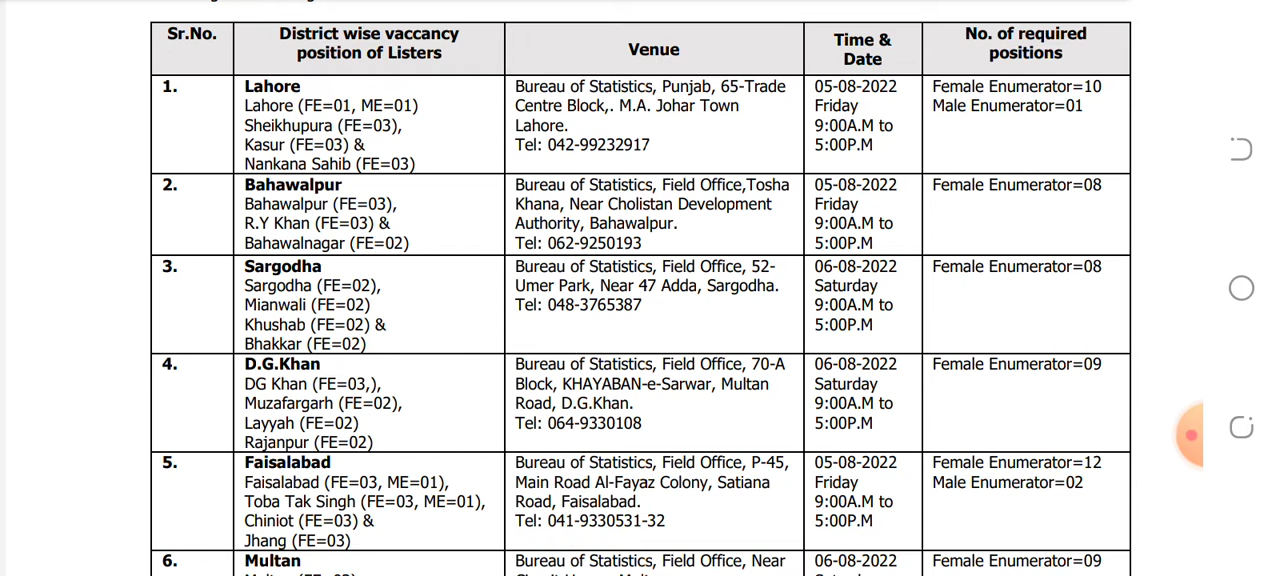 Sr.No.
District wise vaccancy
position of Listers
Venue
Time &
Date
No. of required
positions
1.
Lahore
Lahore (FE=01, ME=01)
Sheikhupura (FE=03),
Kasur (FE=03) &
Nankana Sahib (FE=03)
Bureau of Statistics, Punjab, 65-Trade
Centre Block,. M.A. Johar Town
Lahore.
Tel: 042-99232917
05-08-2022
Friday
9:00A.M to
5:00P.M
Female Enumerator=10
Male Enumerator=01
2.
Bahawalpur
Bahawalpur (FE=03),
R.Y Khan (FE=03) &
Bahawalnagar (FE=02)
Bureau of Statistics, Field Office,Tosha
Khana, Near Cholistan Development
Authority, Bahawalpur.
Tel: 062-9250193
05-08-2022
Friday
9:00A.M to
5:00P.M
Female Enumerator=08
3.
Sargodha
Sargodha (FE=02),
Mianwali (FE=02)
Khushab (FE=02) &
Bhakkar (FE=02)
Bureau of Statistics, Field Office, 52-
Umer Park, Near 47 Adda, Sargodha.
Tel: 048-3765387
06-08-2022
Saturday
9:00A.M to
5:00P.M
Female Enumerator=08
4.
D.G.Khan
DG Khan (FE=03,),
Muzafargarh (FE=02),
Layyah (FE=02)
Rajanpur (FE=02)
Bureau of Statistics, Field Office, 70-A
Block, KHAYABAN-e-Sarwar, Multan
Road, D.G.Khan.
Tel: 064-9330108
06-08-2022
Saturday
9:00A.M to
5:00P.M
Female Enumerator=09
5.
Faisalabad
Faisalabad (FE=03, ME=01),
Toba Tak Singh (FE=03, ME=01),
Chiniot (FE=03) &
Jhang (FE=03)
Bureau of Statistics, Field Office, P-45,
Main Road Al-Fayaz Colony, Satiana
Road, Faisalabad.
Tel: 041-9330531-32
05-08-2022
Friday
9:00A.M to
5:00P.M
Female Enumerator=12
Male Enumerator=02
6.
Multan
Bureau of Statistics, Field Office, Near
06-08-2022
Female Enumerator=09